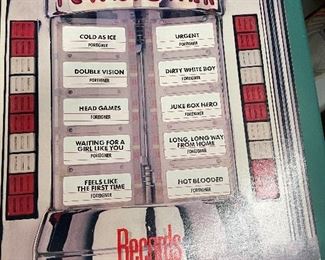 COLD AS ICE
FOREIGNER
URGENT
FOREIGNER
DOUBLE VISION
FOREIGNER
DIRTY WHITE BOY
FOREIGNER
HEAD GAMES
FOREIGNER
JUKE BOX HERO
FOREIGNER
WAITING FOR A
GIRL LIKE YOU
FOREIGNER
LONG, LONG WAY
FROM HOME
FOREIGNER
FEELS LIKE
THE FIRST TIME
FOREIGNER
HOT BLOODED
FOREIGNER
Records